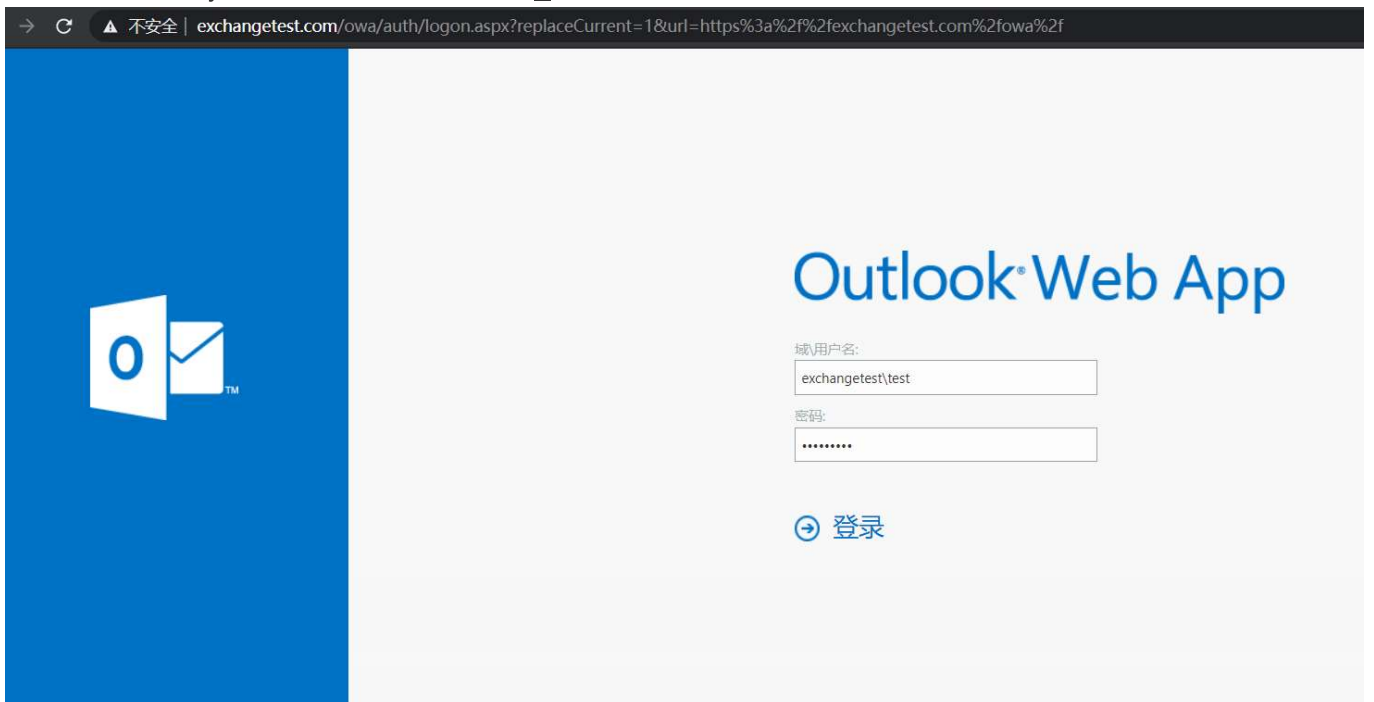 不安全 | exchangetest.com/owa/auth/logon.aspx?replaceCurrent=1&url=https%3a%2f%2fexchangetest.com%2fowa%2f
Outlook® Web App
域\用户名:
exchangetest\test
密码:
•••••••••
登录
O
TM